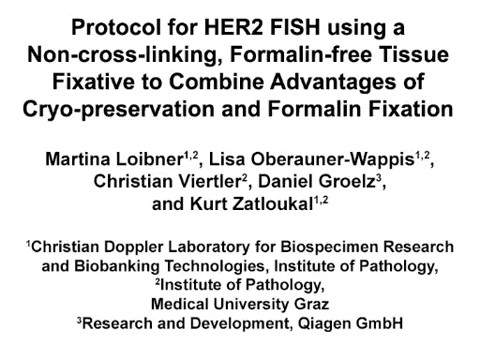 Protocol for HER2 FISH using a
Non-cross-linking, Formalin-free Tissue
Fixative to Combine Advantages of
Cryo-preservation and Formalin Fixation
Martina Loibner1,2, Lisa Oberauner-Wappis1,2,
Christian Viertler2, Daniel Groelz3,
and Kurt Zatloukal1,2
1Christian Doppler Laboratory for Biospecimen Research
and Biobanking Technologies, Institute of Pathology,
2Institute of Pathology,
Medical University Graz
3Research and Development, Qiagen GmbH